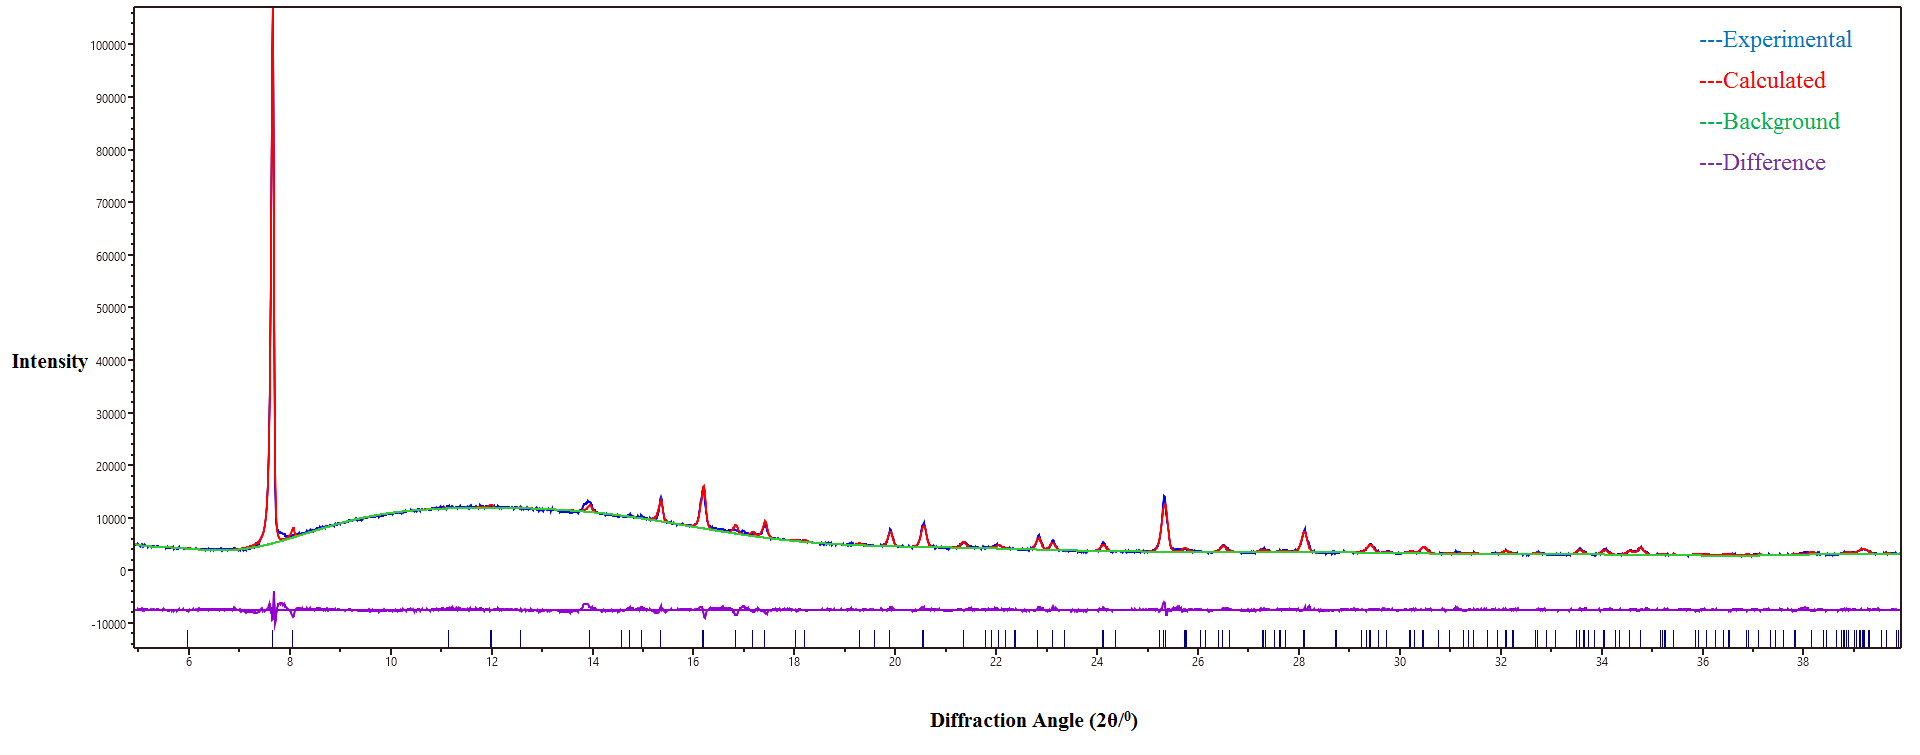 100000
---Experimental
---Calculated
90000
---Background
80000
---Difference
70000
60000
50000
Intensity 40000
30000
20000
10000
0
-10000
6 8 10 12 14 16 18 20 22 24 26 28 30 32 34 36 38
Diffraction Angle (2θ/⁰)